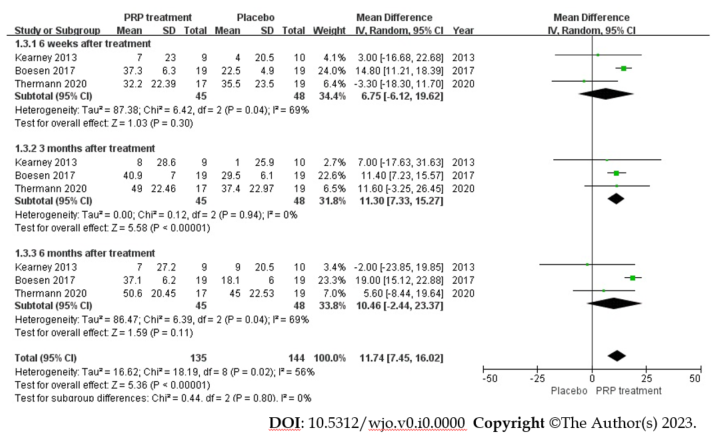 PRP treatment Placebo Mean Difference Mean Difference
Study or Subgroup Mean SD Total Mean SD Total Weight IV, Random, 95% CI Year IV, Random, 95% CI
1.3.1 6 weeks after treatment
Kearney 2013 7 23 9 4 20.5 10 4.1% 3.00 [-16.68, 22.68] 2013
Boesen 2017 37.3 6.3 19 22.5 4.9 19 24.0% 14.80 [11.21, 18.39] 2017
Thermann 2020 32.2 22.39 17 35.5 23.5 19 6.4% -3.30 [-18.30, 11.70] 2020
Subtotal (95% CI) 45 48 34.4% 6.75 [-6.12, 19.62]
Heterogeneity: Tau² = 87.38; Chi² = 6.42, df = 2 (P = 0.04); I² = 69%
Test for overall effect: Z = 1.03 (P = 0.30)
1.3.2 3 months after treatment
Kearney 2013 8 28.6 9 1 25.9 10 2.7% 7.00 [-17.63, 31.63] 2013
Boesen 2017 40.9 7 19 29.5 6.1 19 22.6% 11.40 [7.23, 15.57] 2017
Thermann 2020 49 22.46 17 37.4 22.97 19 6.5% 11.60 [-3.25, 26.45] 2020
Subtotal (95% CI) 45 48 31.8% 11.30 [7.33, 15.27]
Heterogeneity: Tau² = 0.00; Chi² = 0.12, df = 2 (P = 0.94); I² = 0%
Test for overall effect: Z = 5.58 (P < 0.00001)
1.3.3 6 months after treatment
Kearney 2013 7 27.2 9 9 20.5 10 3.4% -2.00 [-23.85, 19.85] 2013
Boesen 2017 37.1 6.2 19 18.1 6 19 23.3% 19.00 [15.12, 22.88] 2017
Thermann 2020 50.6 20.45 17 45 22.53 19 7.0% 5.60 [-8.44, 19.64] 2020
Subtotal (95% CI) 45 48 33.8% 10.46 [-2.44, 23.37]
Heterogeneity: Tau² = 86.47; Chi² = 6.39, df = 2 (P = 0.04); I² = 69%
Test for overall effect: Z = 1.59 (P = 0.11)
Total (95% CI) 135 144 100.0% 11.74 [7.45, 16.02]
Heterogeneity: Tau² = 16.62; Chi² = 18.19, df = 8 (P = 0.02); I² = 56%
Test for overall effect: Z = 5.36 (P < 0.00001)
Test for subgroup differences: Chi² = 0.44, df = 2 (P = 0.80), I² = 0%
-50 -25 0 25 50
Placebo PRP treatment
DOI: 10.5312/wjo.v0.i0.0000 Copyright ©The Author(s) 2023.